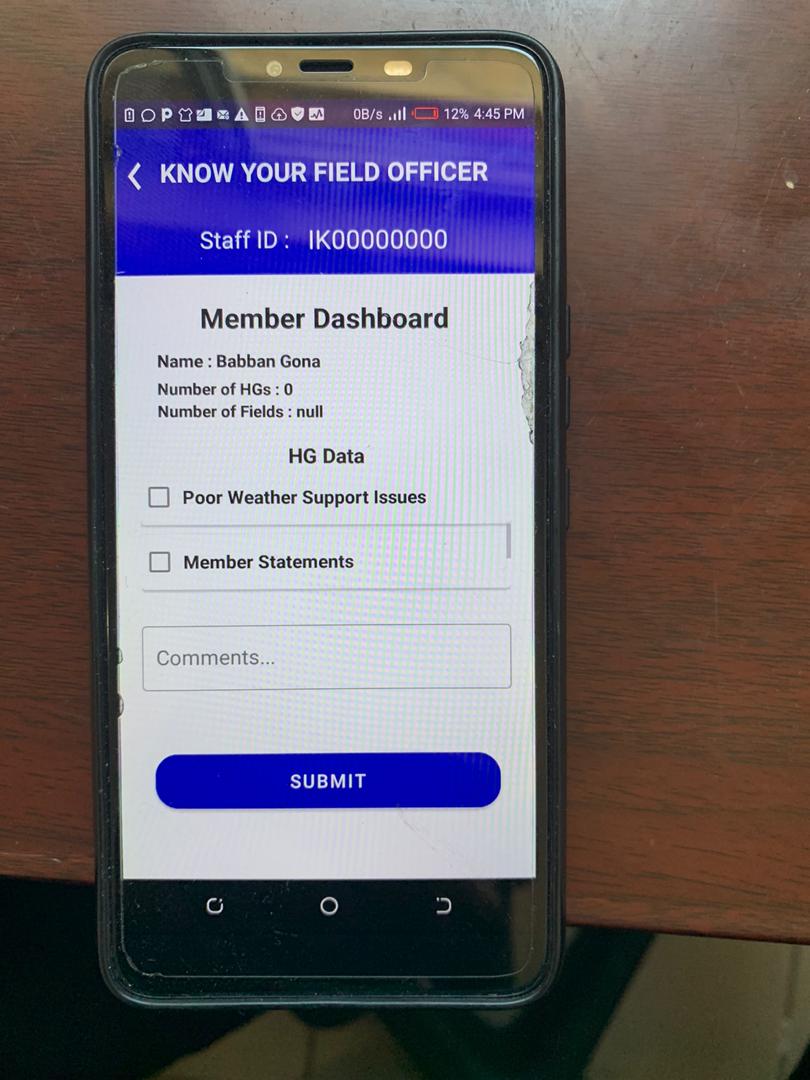 0B/s 12% 4:45 PM
KNOW YOUR FIELD OFFICER
Staff ID : IK00000000
Member Dashboard
Name : Babban Gona
Number of HGs : 0
Number of Fields : null
HG Data
Poor Weather Support Issues
Member Statements
Comments...
SUBMIT